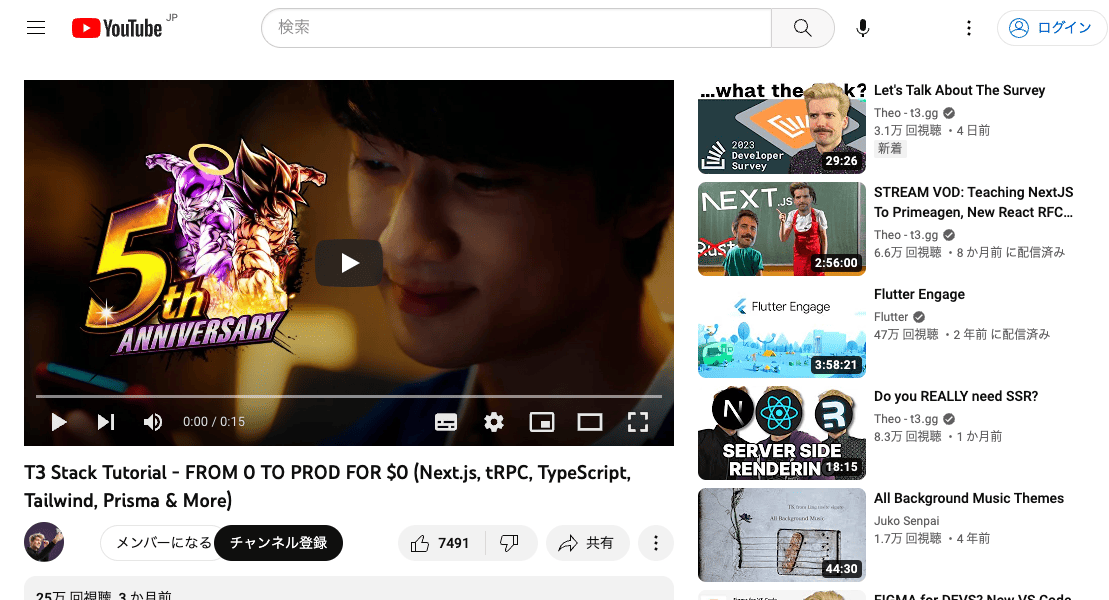 YouTube JP
検索
ログイン
5th
ANNIVERSARY
0:00 / 0:15
T3 Stack Tutorial - FROM 0 TO PROD FOR $0 (Next.js, tRPC, TypeScript,
Tailwind, Prisma & More)
メンバーになる
チャンネル登録
7491
共有
25万 回視聴 3 か月前
...what the
k?
2023
Developer
Survey
29:26
Let's Talk About The Survey
Theo - t3.gg
3.1万 回視聴 ・4 日前
新着
NEXT.JS
Rust
2:56:00
STREAM VOD: Teaching NextJS
To Primeagen, New React RFC...
Theo - t3.gg
6.6万 回視聴 ・8 か月前 に配信済み
Flutter Engage
3:58:21
Flutter Engage
Flutter
47万 回視聴 ・2 年前 に配信済み
SERVER SIDE
RENDERIN
18:15
Do you REALLY need SSR?
Theo - t3.gg
8.3万 回視聴 ・1 か月前
All Background Music
44:30
All Background Music Themes
Juko Senpai
1.7万 回視聴 ・4 年前
FIGMA for DEVS? New VS Code